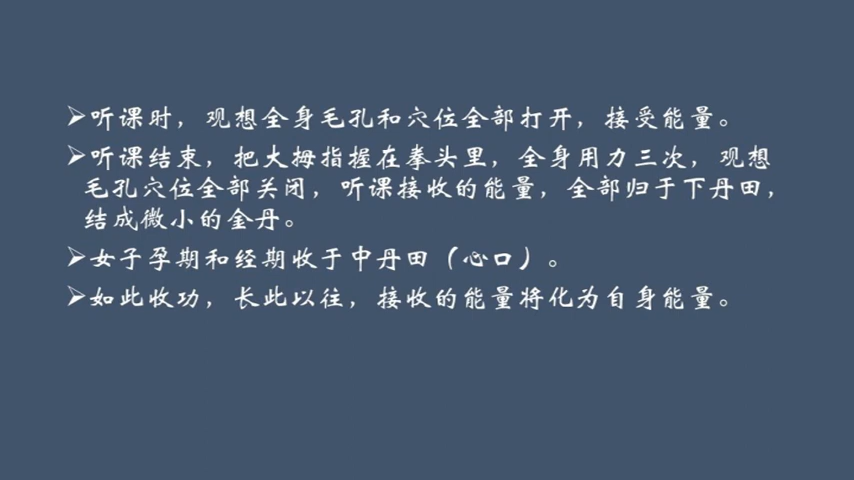 ➢听课时，观想全身毛孔和穴位全部打开，接受能量。
➢听课结束，把大拇指握在拳头里，全身用力三次，观想
毛孔穴位全部关闭，听课接收的能量，全部归于下丹田，
结成微小的金丹。
➢女子孕期和经期收于中丹田（心口）。
➢如此收功，长此以往，接收的能量将化为自身能量。